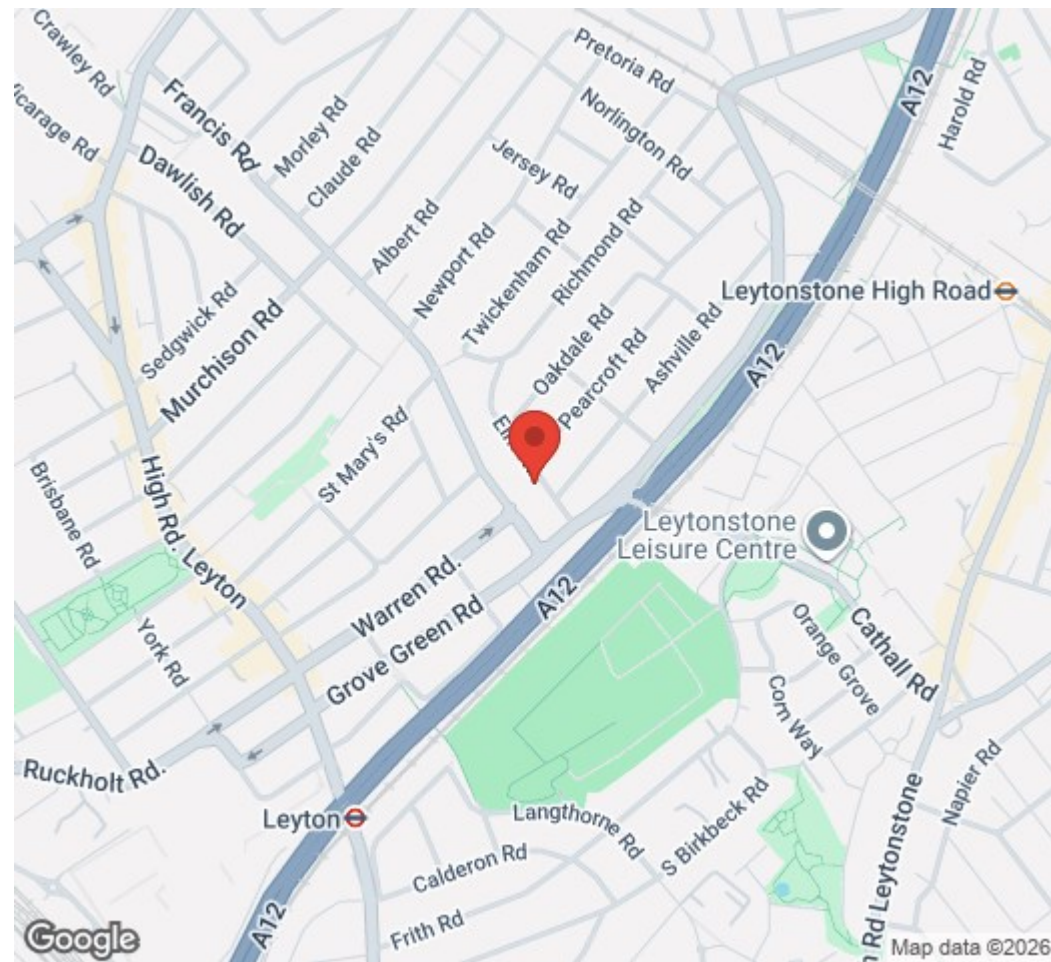 Crawley Rd
Francis Rd
Morley Rd
Claude Rd
Pretoria Rd
Norlington Rd
A12
Harold Rd
Dawlish Rd
Jersey Rd
Albert Rd
Newport Rd
Twickenham Rd
Richmond Rd
Leytonstone High Road
Sedgwick Rd
Murchison Rd
Oakdale Rd
Pearcroft Rd
Ashville Rd
A12
St Mary's Rd
Brisbane Rd
High Rd. Leyton
Leytonstone
Leisure Centre
Warren Rd.
Grove Green Rd
A12
York Rd
Orange Grove
Cathall Rd
Corn Way
Ruckholt Rd.
Leyton
Langthorne Rd
S Birkbeck Rd
Napier Rd
Calderon Rd
Frith Rd
A12
Rd Leytonstone
Google
Map data ©2026